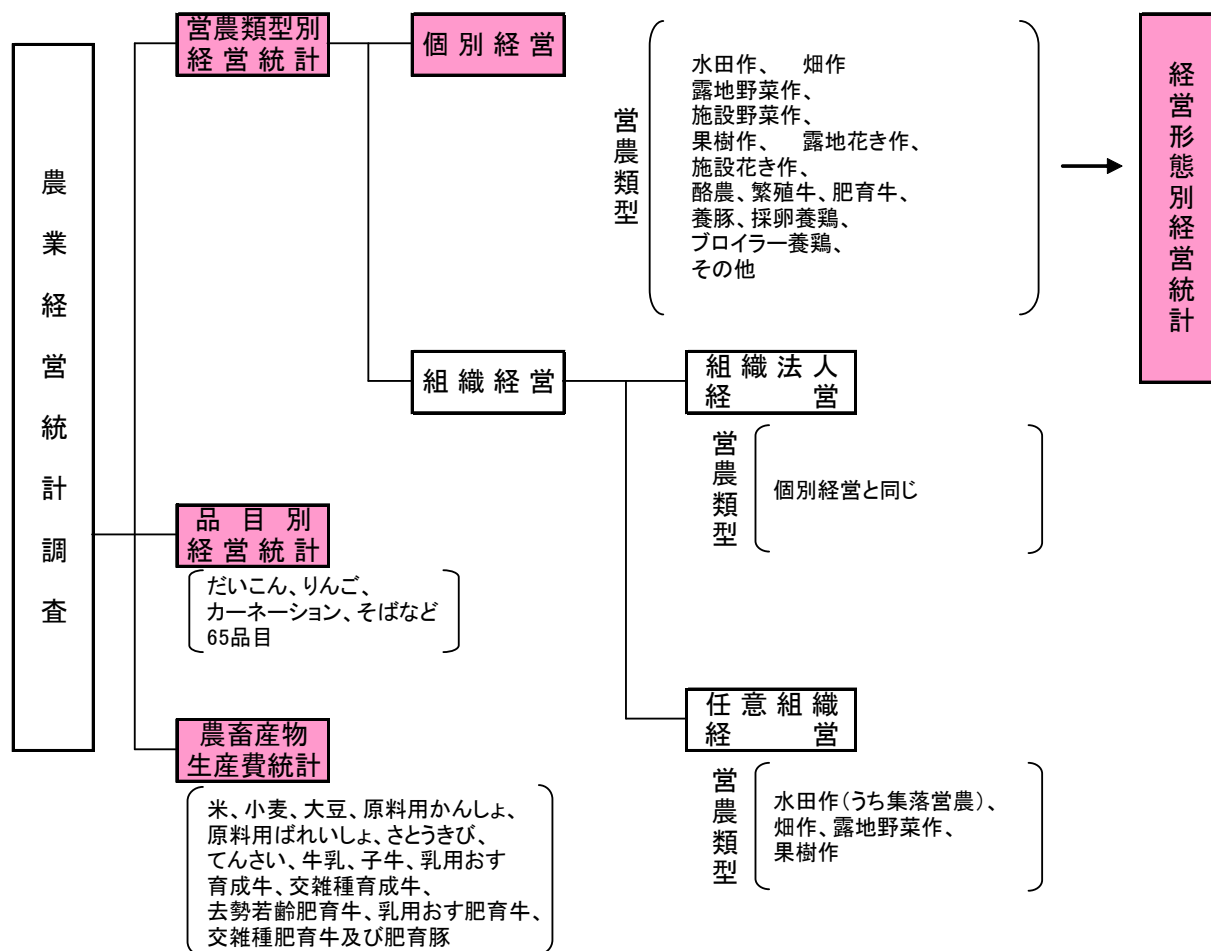 農業経営統計調査
営農類型別
経営統計
個別経営
営農類型
水田作、　畑作
露地野菜作、
施設野菜作、
果樹作、　露地花き作、
施設花き作、
酪農、繁殖牛、肥育牛、
養豚、採卵養鶏、
ブロイラー養鶏、
その他
経営形態別経営統計
組織経営
組織法人
経営
営農類型
個別経営と同じ
品目別
経営統計
だいこん、りんご、
カーネーション、そばなど
65品目
任意組織
経営
営農類型
水田作（うち集落営農）、
畑作、露地野菜作、
果樹作
農畜産物
生産費統計
米、小麦、大豆、原料用かんしょ、
原料用ばれいしょ、さとうきび、
てんさい、牛乳、子牛、乳用おす
育成牛、交雑種育成牛、
去勢若齢肥育牛、乳用おす肥育牛、
交雑種肥育牛及び肥育豚